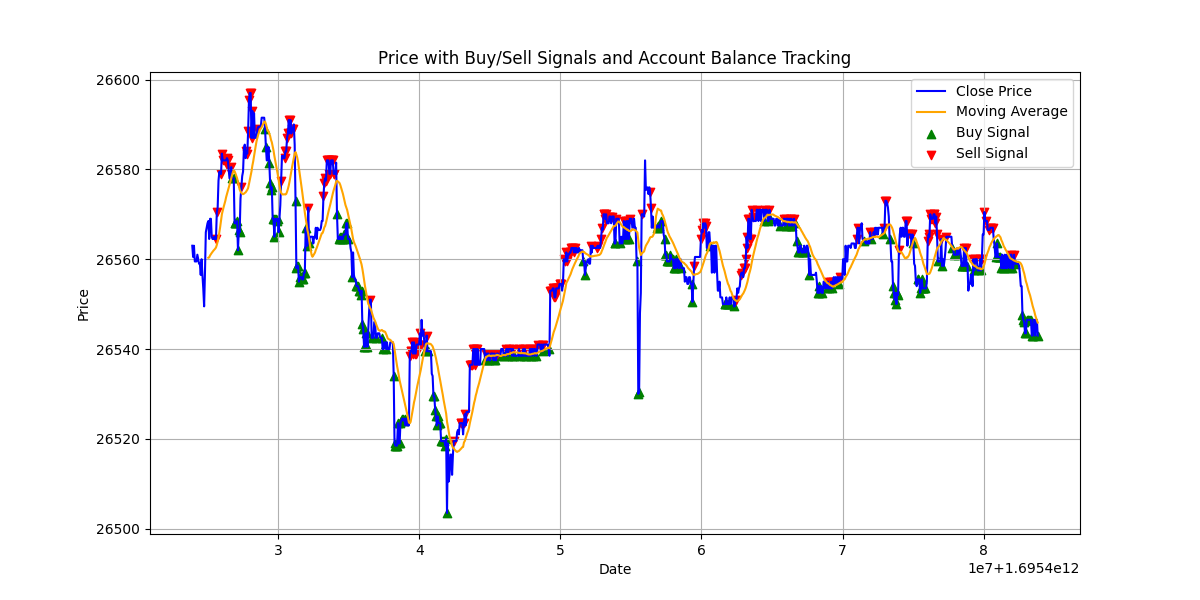 Price with Buy/Sell Signals and Account Balance Tracking
26600
26580
26560
26540
26520
26500
Price
Close Price
Moving Average
Buy Signal
Sell Signal
3 4 5 6 7 8
Date
1e7+1.6954e12